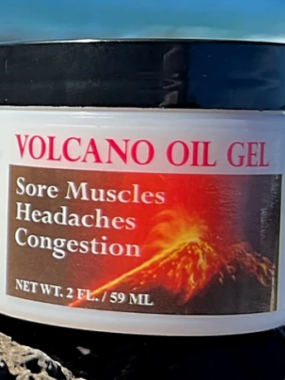 VOLCANO OIL GEL
Sore Muscles
Headaches
Congestion
NET WT. 2 FL. / 59 ML